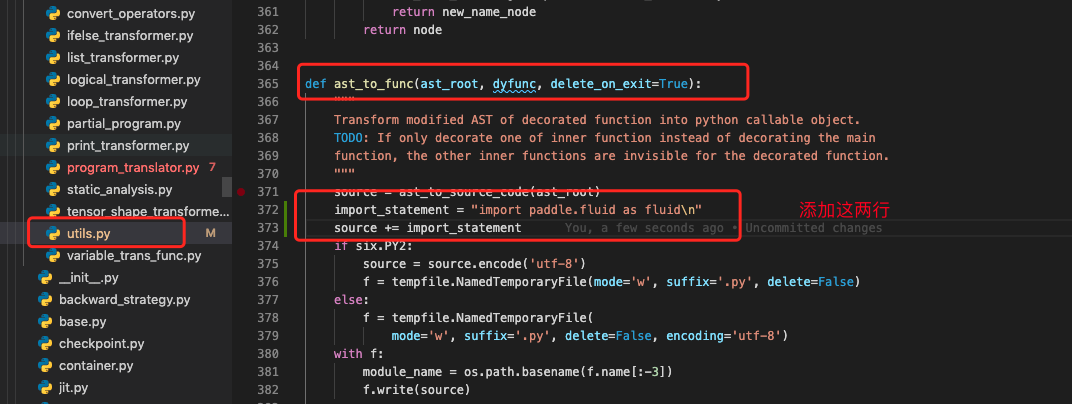 convert_operators.py
ifelse_transformer.py
list_transformer.py
logical_transformer.py
loop_transformer.py
partial_program.py
print_transformer.py
program_translator.py 7
static_analysis.py
tensor_shape_transforme...
utils.py M
variable_trans_func.py
__init__.py
backward_strategy.py
base.py
checkpoint.py
container.py
jit.py
361 return new_name_node
362 return node
363
364
365 def ast_to_func(ast_root, dyfunc, delete_on_exit=True):
366 """
367 Transform modified AST of decorated function into python callable object.
368 TODO: If only decorate one of inner function instead of decorating the main
369 function, the other inner functions are invisible for the decorated function.
370 """
371 source = ast_to_source_code(ast_root)
372 import_statement = "import paddle.fluid as fluid\n"
373 source += import_statement You, a few seconds ago • Uncommitted changes
添加这两行
374 if six.PY2:
375 source = source.encode('utf-8')
376 f = tempfile.NamedTemporaryFile(mode='w', suffix='.py', delete=False)
377 else:
378 f = tempfile.NamedTemporaryFile(
379 mode='w', suffix='.py', delete=False, encoding='utf-8')
380 with f:
381 module_name = os.path.basename(f.name[:-3])
382 f.write(source)